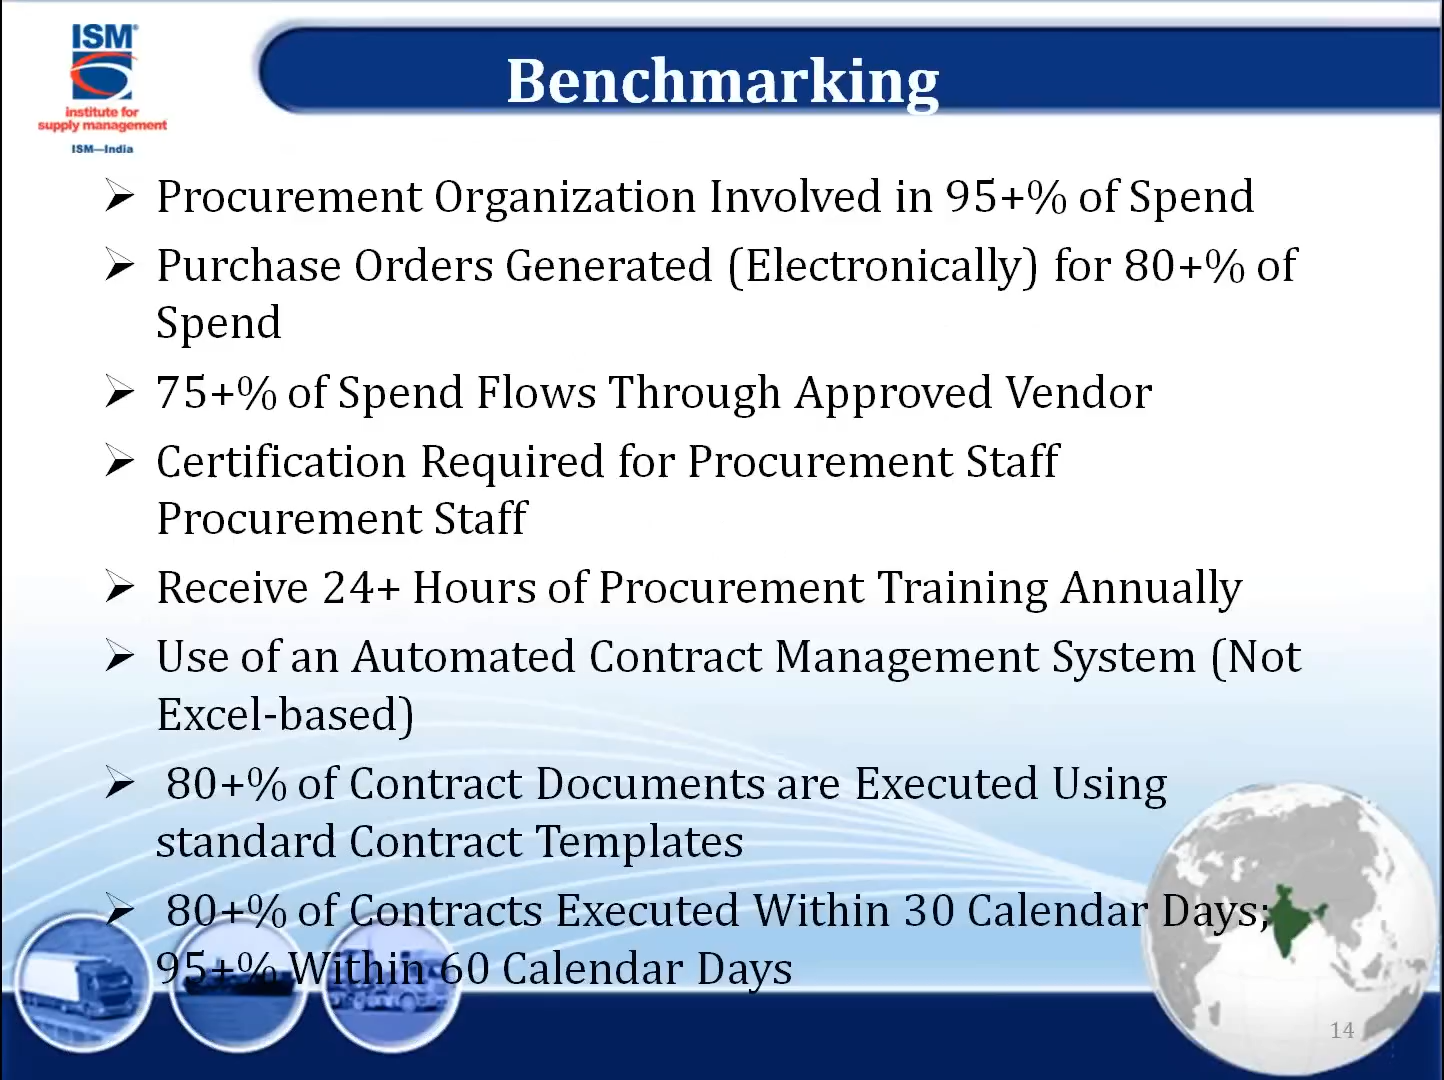 ISM®
institute for
supply management
ISM—India
Benchmarking
➢ Procurement Organization Involved in 95+% of Spend
➢ Purchase Orders Generated (Electronically) for 80+% of
Spend
➢ 75+% of Spend Flows Through Approved Vendor
➢ Certification Required for Procurement Staff
Procurement Staff
➢ Receive 24+ Hours of Procurement Training Annually
➢ Use of an Automated Contract Management System (Not
Excel-based)
➢ 80+% of Contract Documents are Executed Using
standard Contract Templates
➢ 80+% of Contracts Executed Within 30 Calendar Days;
95+% Within 60 Calendar Days
14